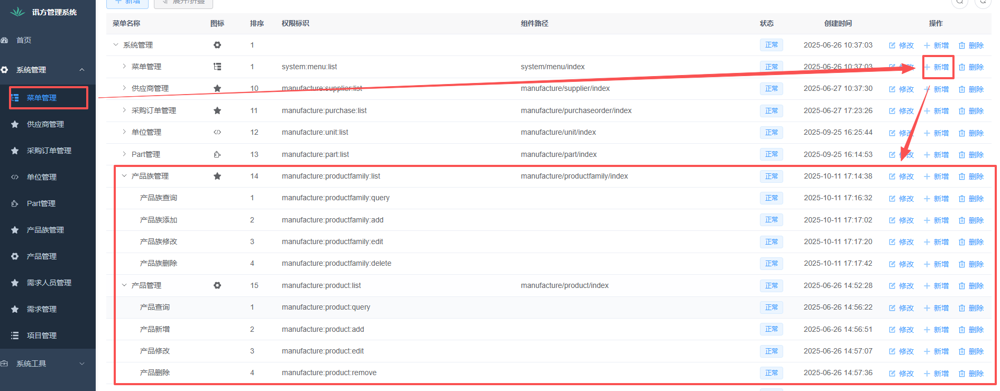 讯方管理系统
首页
系统管理
菜单管理
供应商管理
采购订单管理
单位管理
Part管理
产品族管理
产品管理
需求人员管理
需求管理
项目管理
系统工具
新增 展开/折叠
菜单名称 图标 排序 权限标识 组件路径 状态 创建时间 操作
系统管理 1 正常 2025-06-26 10:37:03 修改 新增 删除
菜单管理 1 system:menu:list system/menu/index 正常 2025-06-26 10:37:03 修改 新增 删除
供应商管理 10 manufacture:supplier:list manufacture/supplier/index 正常 2025-06-27 10:37:30 修改 新增 删除
采购订单管理 11 manufacture:purchase:list manufacture/purchaseorder/index 正常 2025-06-27 17:23:26 修改 新增 删除
单位管理 12 manufacture:unit:list manufacture/unit/index 正常 2025-09-25 16:25:44 修改 新增 删除
Part管理 13 manufacture:part:list manufacture/part/index 正常 2025-09-25 16:14:53 修改 新增 删除
产品族管理 14 manufacture:productfamily:list manufacture/productfamily/index 正常 2025-10-11 17:14:38 修改 新增 删除
产品族查询 1 manufacture:productfamily:query 正常 2025-10-11 17:16:32 修改 新增 删除
产品族添加 2 manufacture:productfamily:add 正常 2025-10-11 17:17:02 修改 新增 删除
产品族修改 3 manufacture:productfamily:edit 正常 2025-10-11 17:17:20 修改 新增 删除
产品族删除 4 manufacture:productfamily:delete 正常 2025-10-11 17:17:42 修改 新增 删除
产品管理 15 manufacture:product:list manufacture/product/index 正常 2025-06-26 14:52:28 修改 新增 删除
产品查询 1 manufacture:product:query 正常 2025-06-26 14:56:22 修改 新增 删除
产品新增 2 manufacture:product:add 正常 2025-06-26 14:56:51 修改 新增 删除
产品修改 3 manufacture:product:edit 正常 2025-06-26 14:57:07 修改 新增 删除
产品删除 4 manufacture:product:remove 正常 2025-06-26 14:57:36 修改 新增 删除